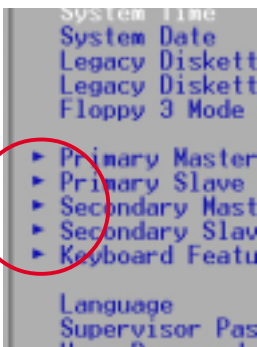 System Time
System Date
Legacy Diskett
Legacy Diskett
Floppy 3 Mode
Primary Master
Primary Slave
Secondary Mast
Secondary Slav
Keyboard Featu
Language
Supervisor Pas